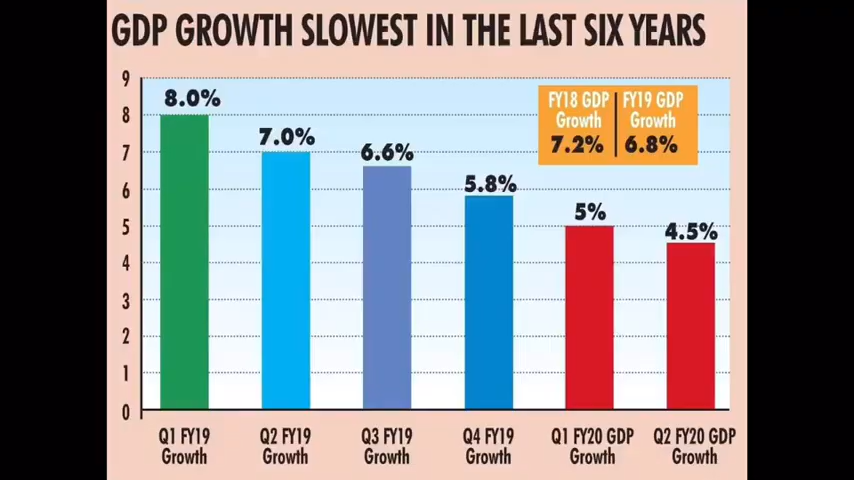 GDP GROWTH SLOWEST IN THE LAST SIX YEARS
9
8
7
6
5
4
3
2
1
0
8.0%
7.0%
6.6%
5.8%
5%
4.5%
FY18 GDP Growth 7.2%
FY19 GDP Growth 6.8%
Q1 FY19 Growth
Q2 FY19 Growth
Q3 FY19 Growth
Q4 FY19 Growth
Q1 FY20 GDP Growth
Q2 FY20 GDP Growth